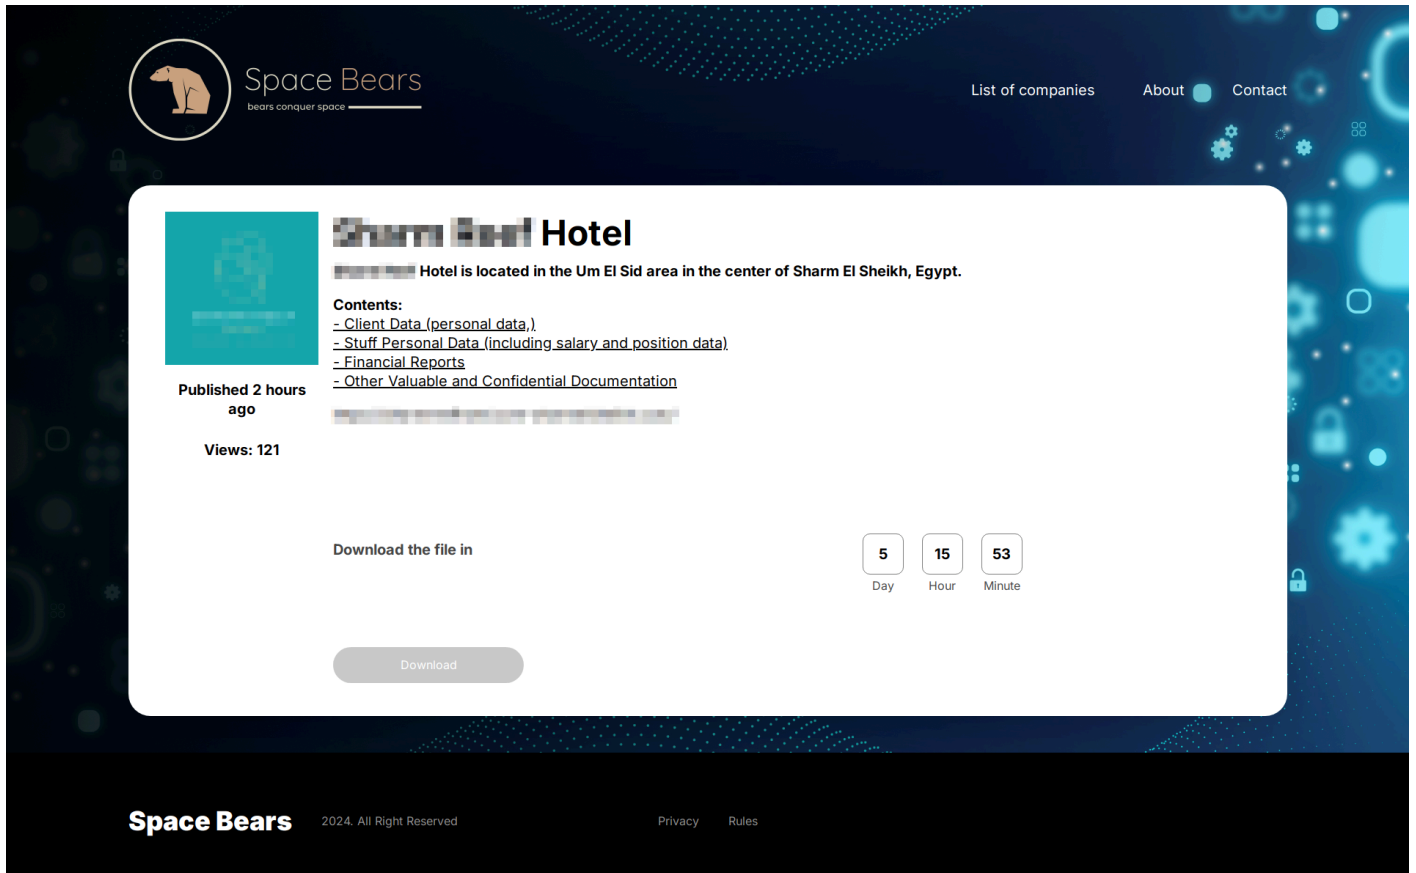 Space Bears
bears conquer space
List of companies
About
Contact
Hotel
Hotel is located in the Um El Sid area in the center of Sharm El Sheikh, Egypt.
Contents:
- Client Data (personal data,)
- Stuff Personal Data (including salary and position data)
- Financial Reports
- Other Valuable and Confidential Documentation
Published 2 hours
ago
Views: 121
Download the file in
5
15
53
Day
Hour
Minute
Download
Space Bears
2024. All Right Reserved
Privacy
Rules